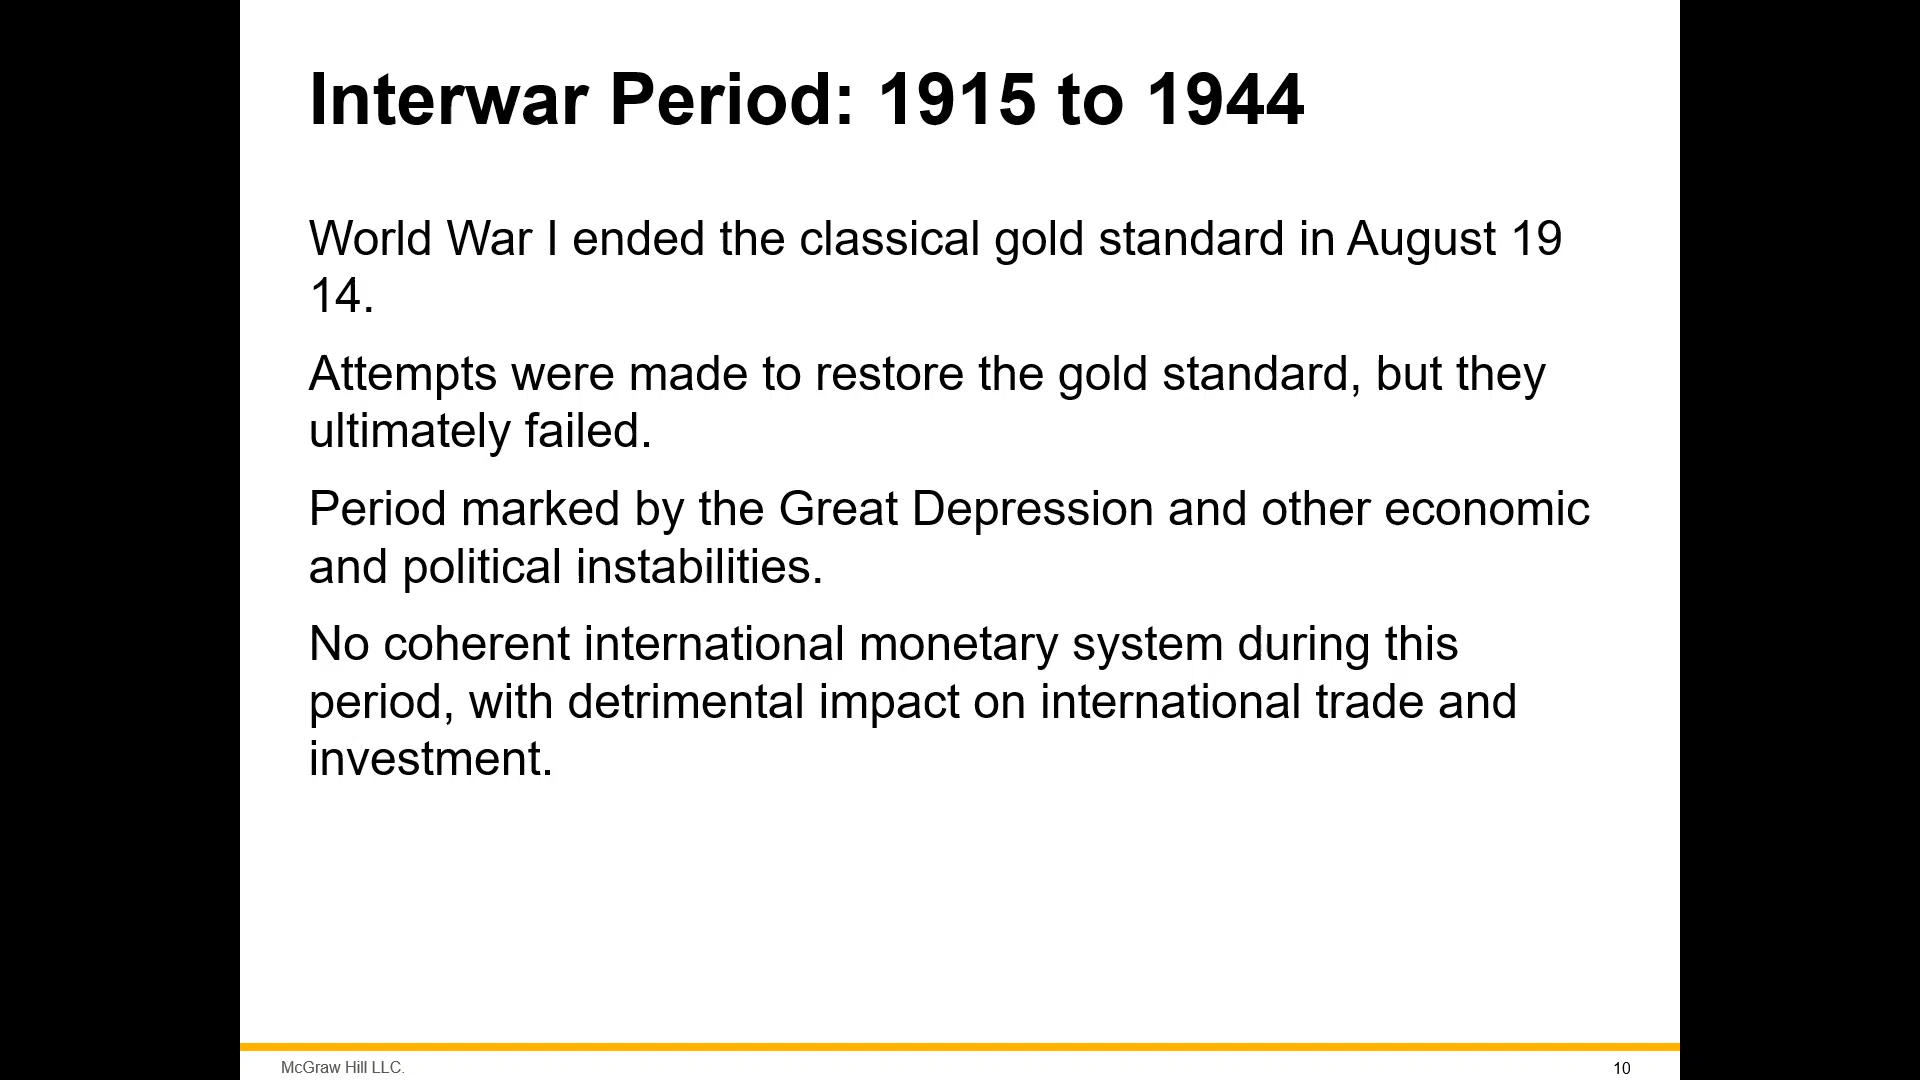 Interwar Period: 1915 to 1944
World War I ended the classical gold standard in August 19
14.
Attempts were made to restore the gold standard, but they
ultimately failed.
Period marked by the Great Depression and other economic
and political instabilities.
No coherent international monetary system during this
period, with detrimental impact on international trade and
investment.
McGraw Hill LLC.
10